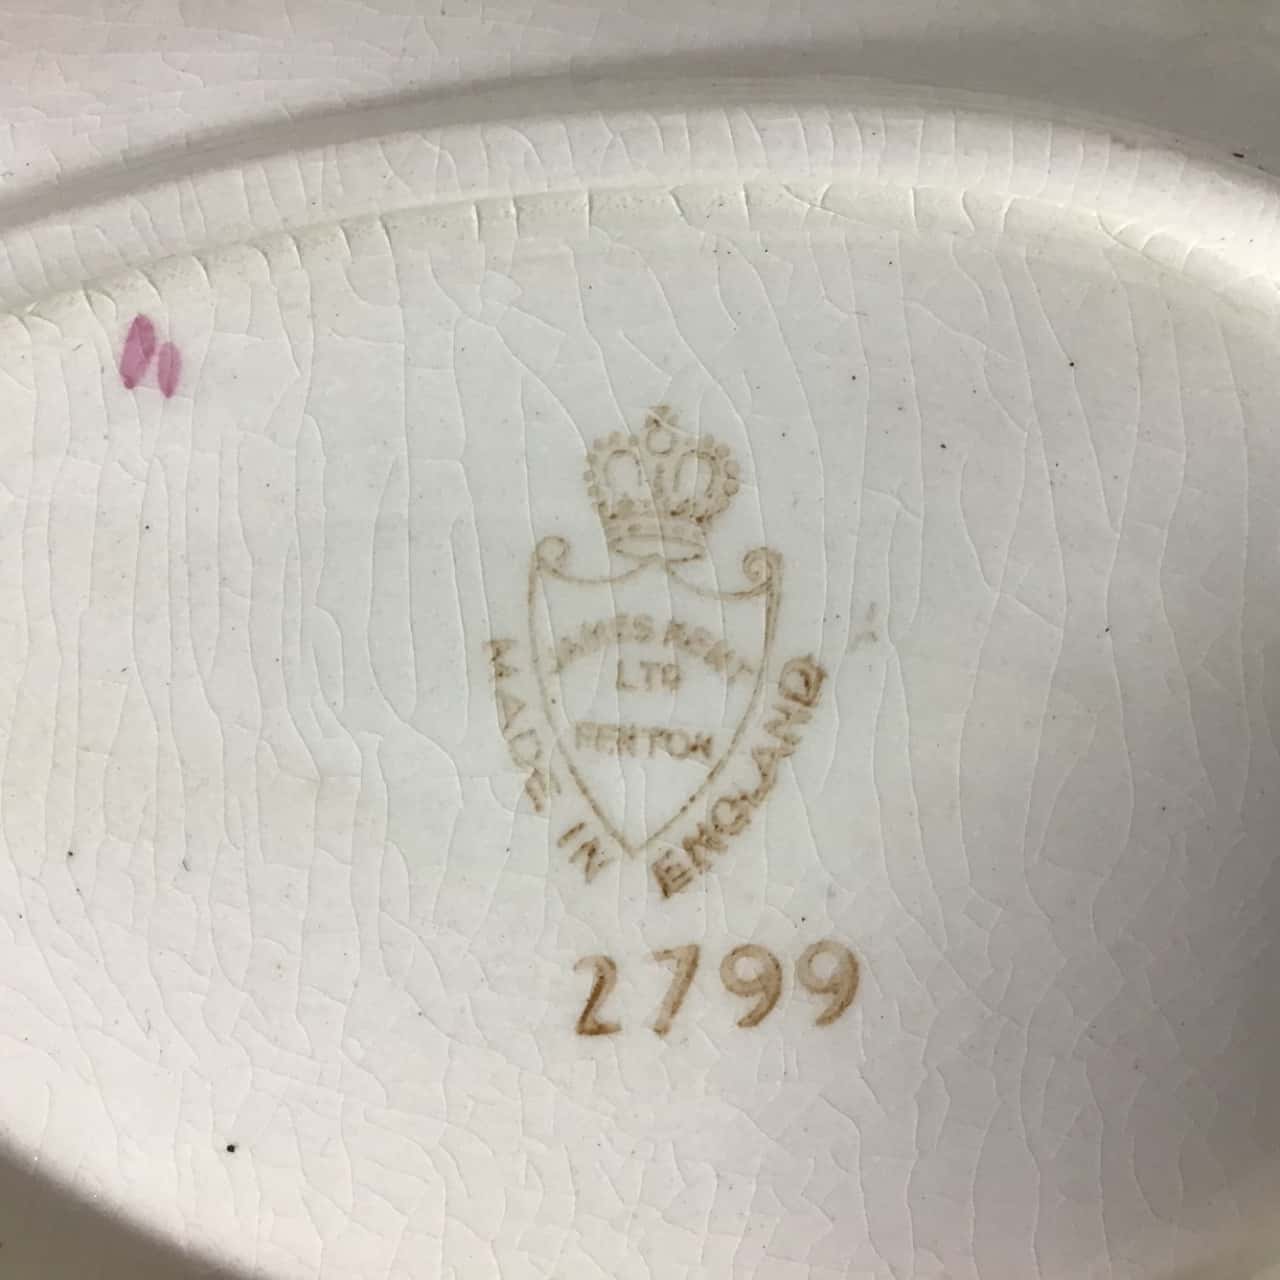 JAMES KENT
LTD
FENTON
MADE IN ENGLAND
2799